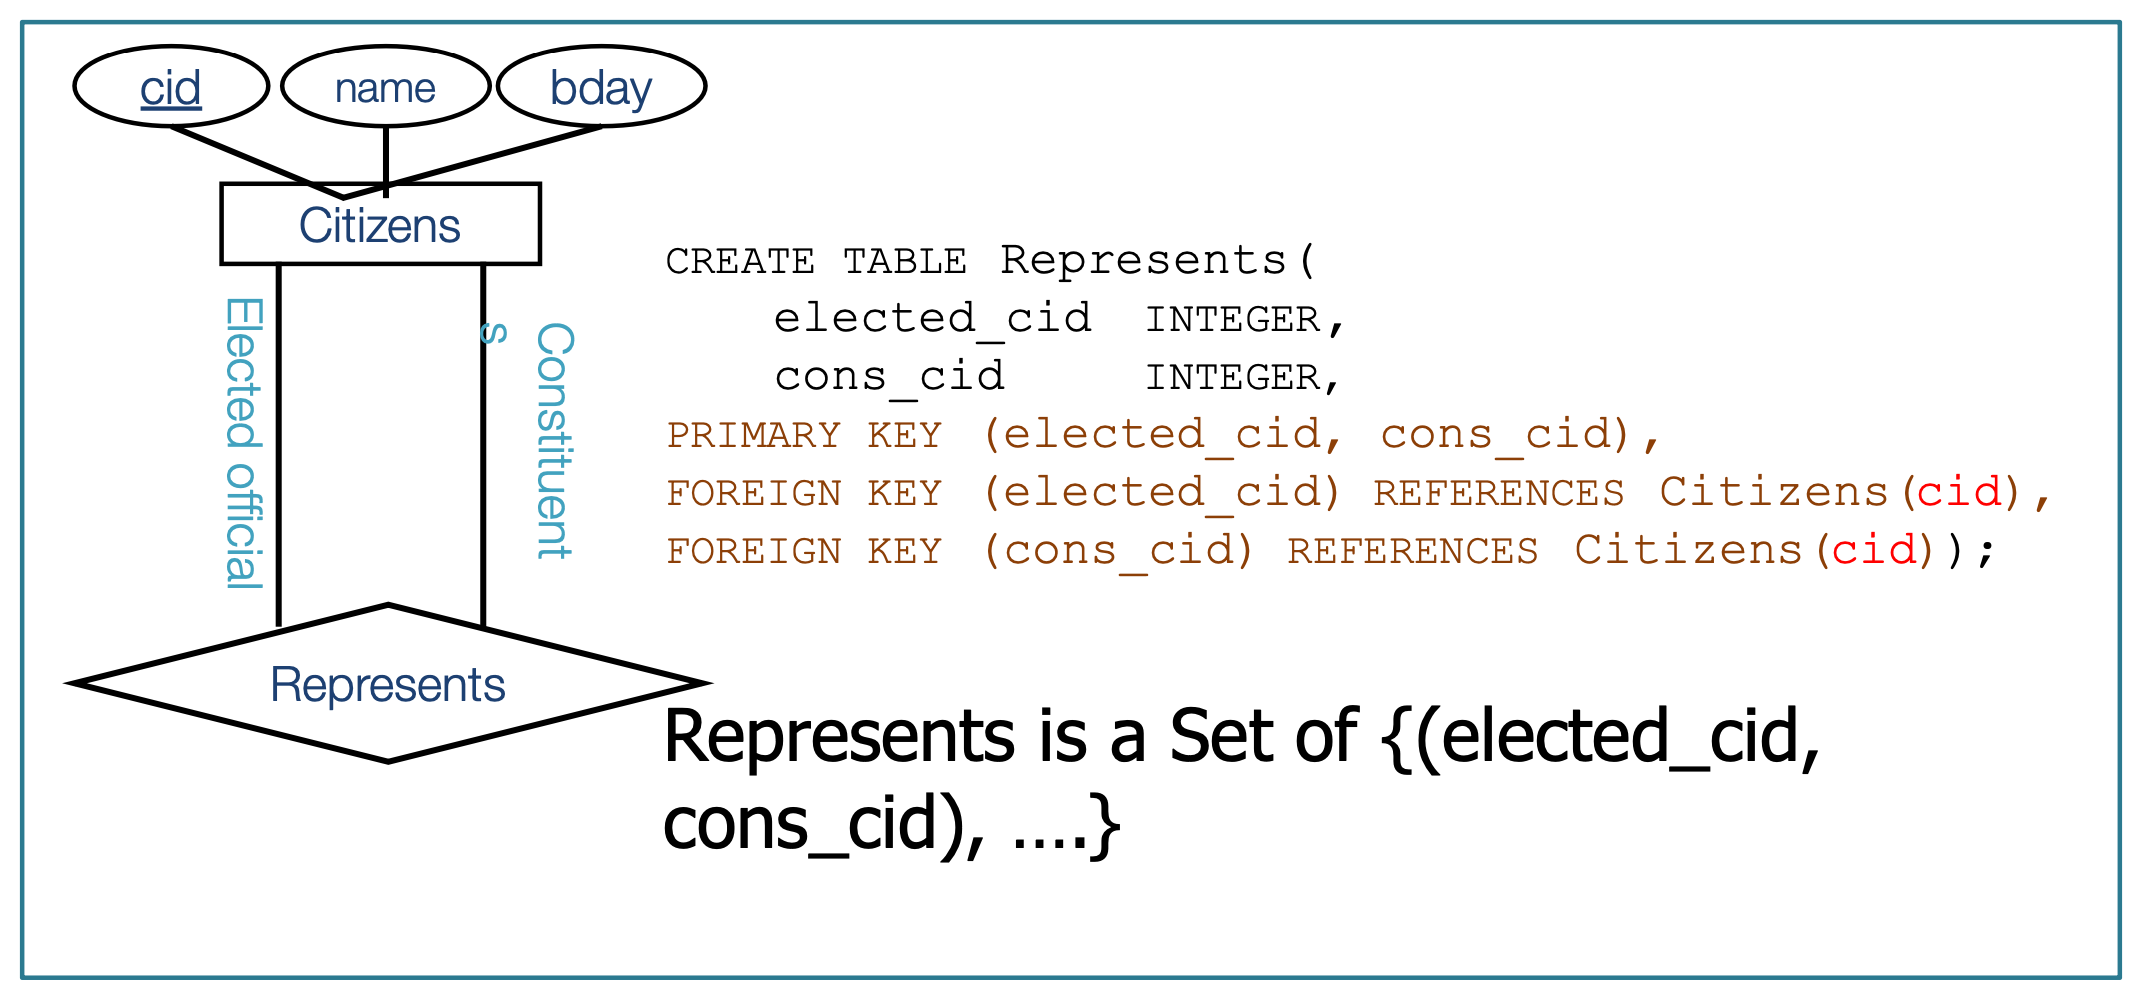 cid name bday
Citizens
Elected official
Constituent
s
Represents
CREATE TABLE Represents(
elected_cid INTEGER,
cons_cid INTEGER,
PRIMARY KEY (elected_cid, cons_cid),
FOREIGN KEY (elected_cid) REFERENCES Citizens(cid),
FOREIGN KEY (cons_cid) REFERENCES Citizens(cid));
Represents is a Set of {(elected_cid,
cons_cid), ....}